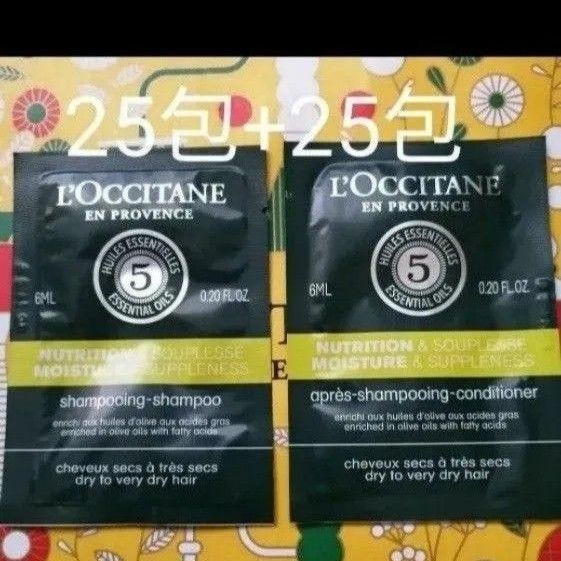 25包+25包
L'OCCITANE
EN PROVENCE
HUILES ESSENTIELLES
5
ESSENTIAL OILS
6ML
0.20 FL.OZ.
NUTRITION & SOUPLESSE
MOISTURE & SUPPLENESS
shampooing-shampoo
enrichi aux huiles d'olive aux acides gras
enriched in olive oils with fatty acids
cheveux secs à très secs
dry to very dry hair
L'OCCITANE
EN PROVENCE
HUILES ESSENTIELLES
5
ESSENTIAL OILS
6ML
0.20 FL.OZ.
NUTRITION & SOUPLESSE
MOISTURE & SUPPLENESS
après-shampooing-conditioner
enrichi aux huiles d'olive aux acides gras
enriched in olive oils with fatty acids
cheveux secs à très secs
dry to very dry hair